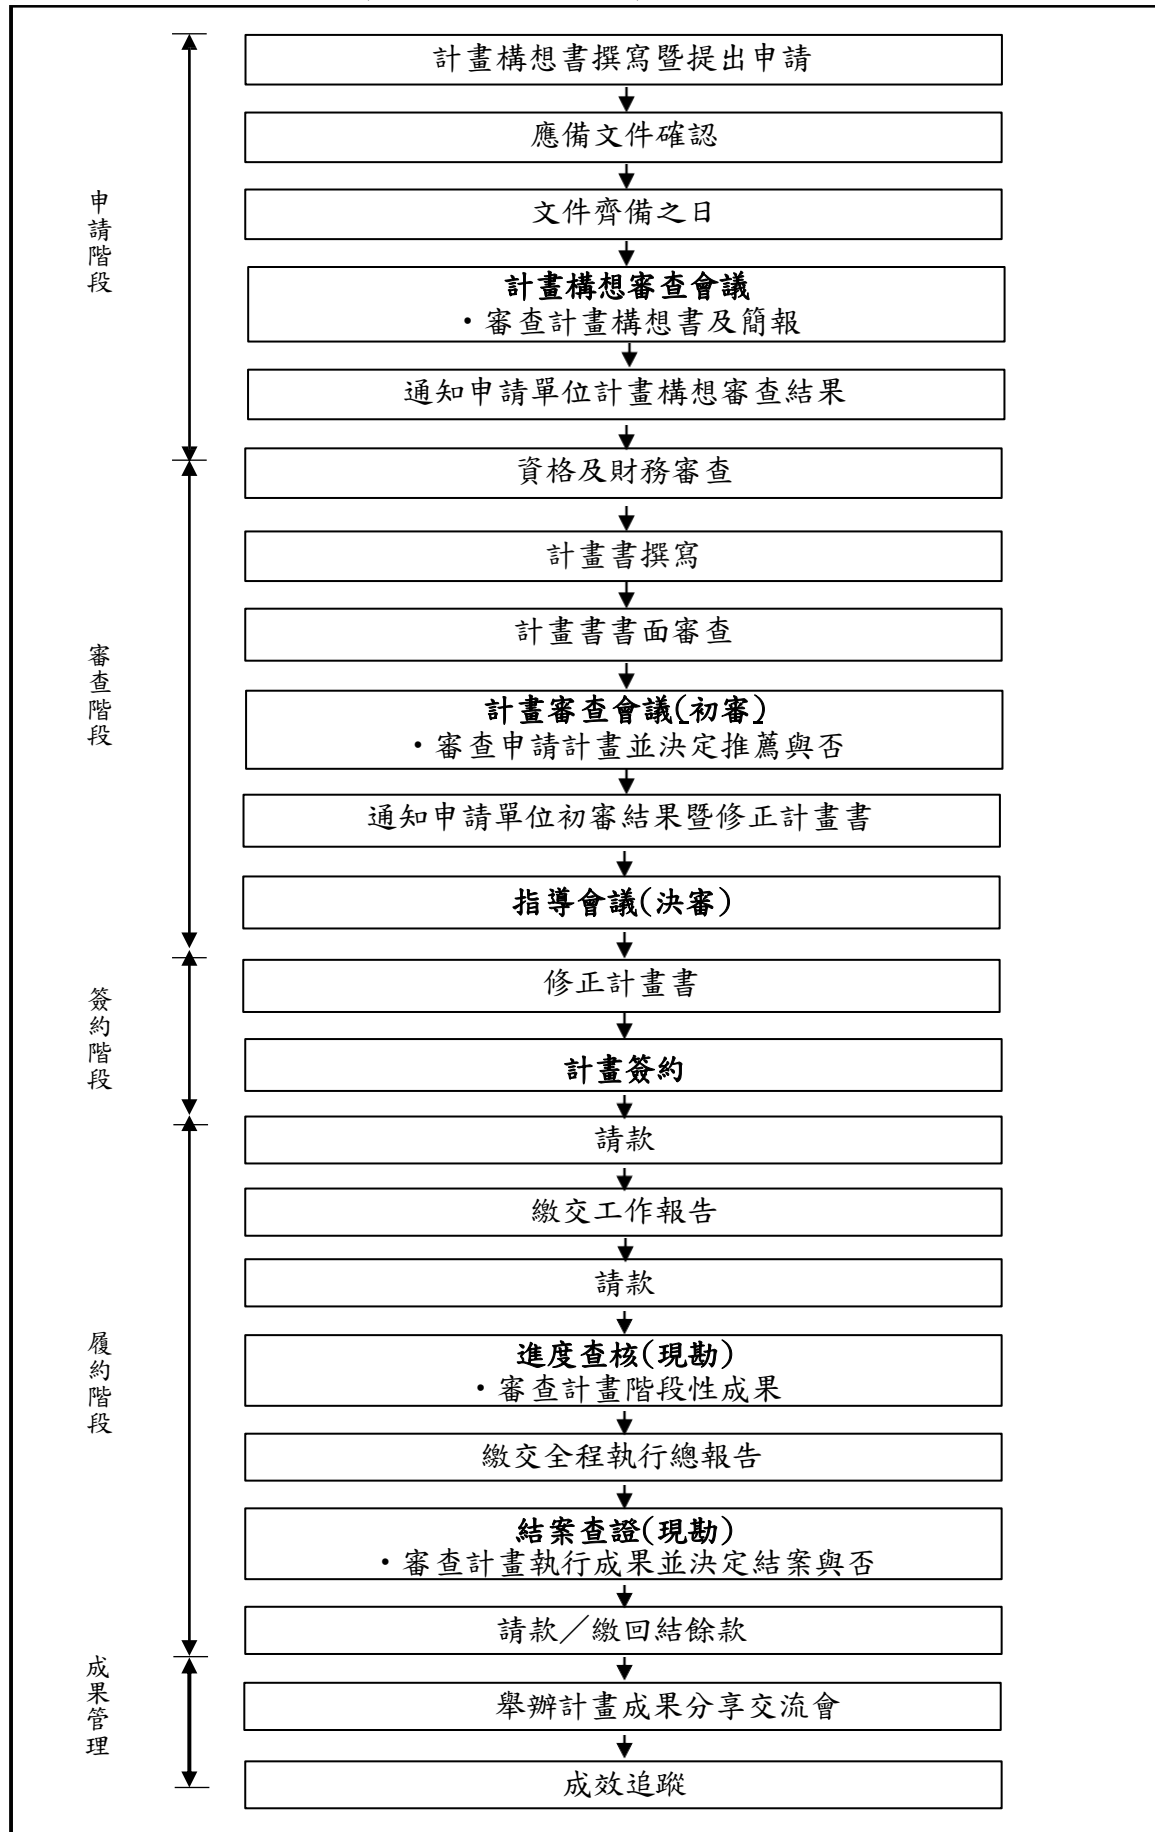 計畫構想書撰寫暨提出申請
應備文件確認
文件齊備之日
計畫構想審查會議
・審查計畫構想書及簡報
通知申請單位計畫構想審查結果
申請階段
資格及財務審查
計畫書撰寫
計畫書書面審查
計畫審查會議(初審)
・審查申請計畫並決定推薦與否
通知申請單位初審結果暨修正計畫書
指導會議(決審)
審查階段
修正計畫書
計畫簽約
簽約階段
請款
繳交工作報告
請款
進度查核(現勘)
・審查計畫階段性成果
繳交全程執行總報告
結案查證(現勘)
・審查計畫執行成果並決定結案與否
請款／繳回結餘款
履約階段
舉辦計畫成果分享交流會
成效追蹤
成果管理